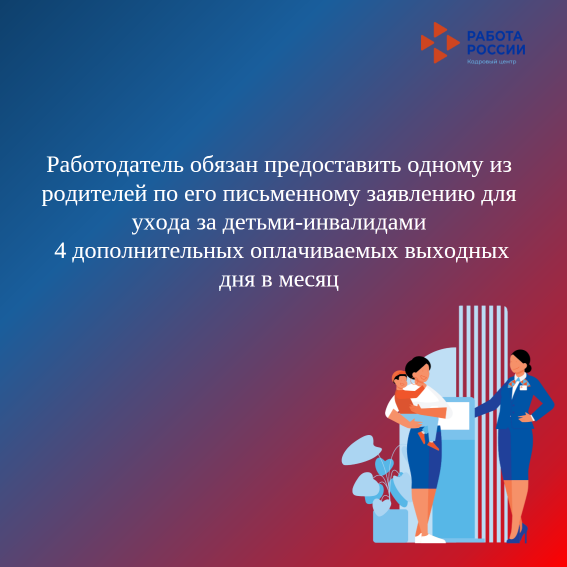 РАБОТА
РОССИИ
Кадровый центр
Работодатель обязан предоставить одному из
родителей по его письменному заявлению для
ухода за детьми-инвалидами
4 дополнительных оплачиваемых выходных
дня в месяц